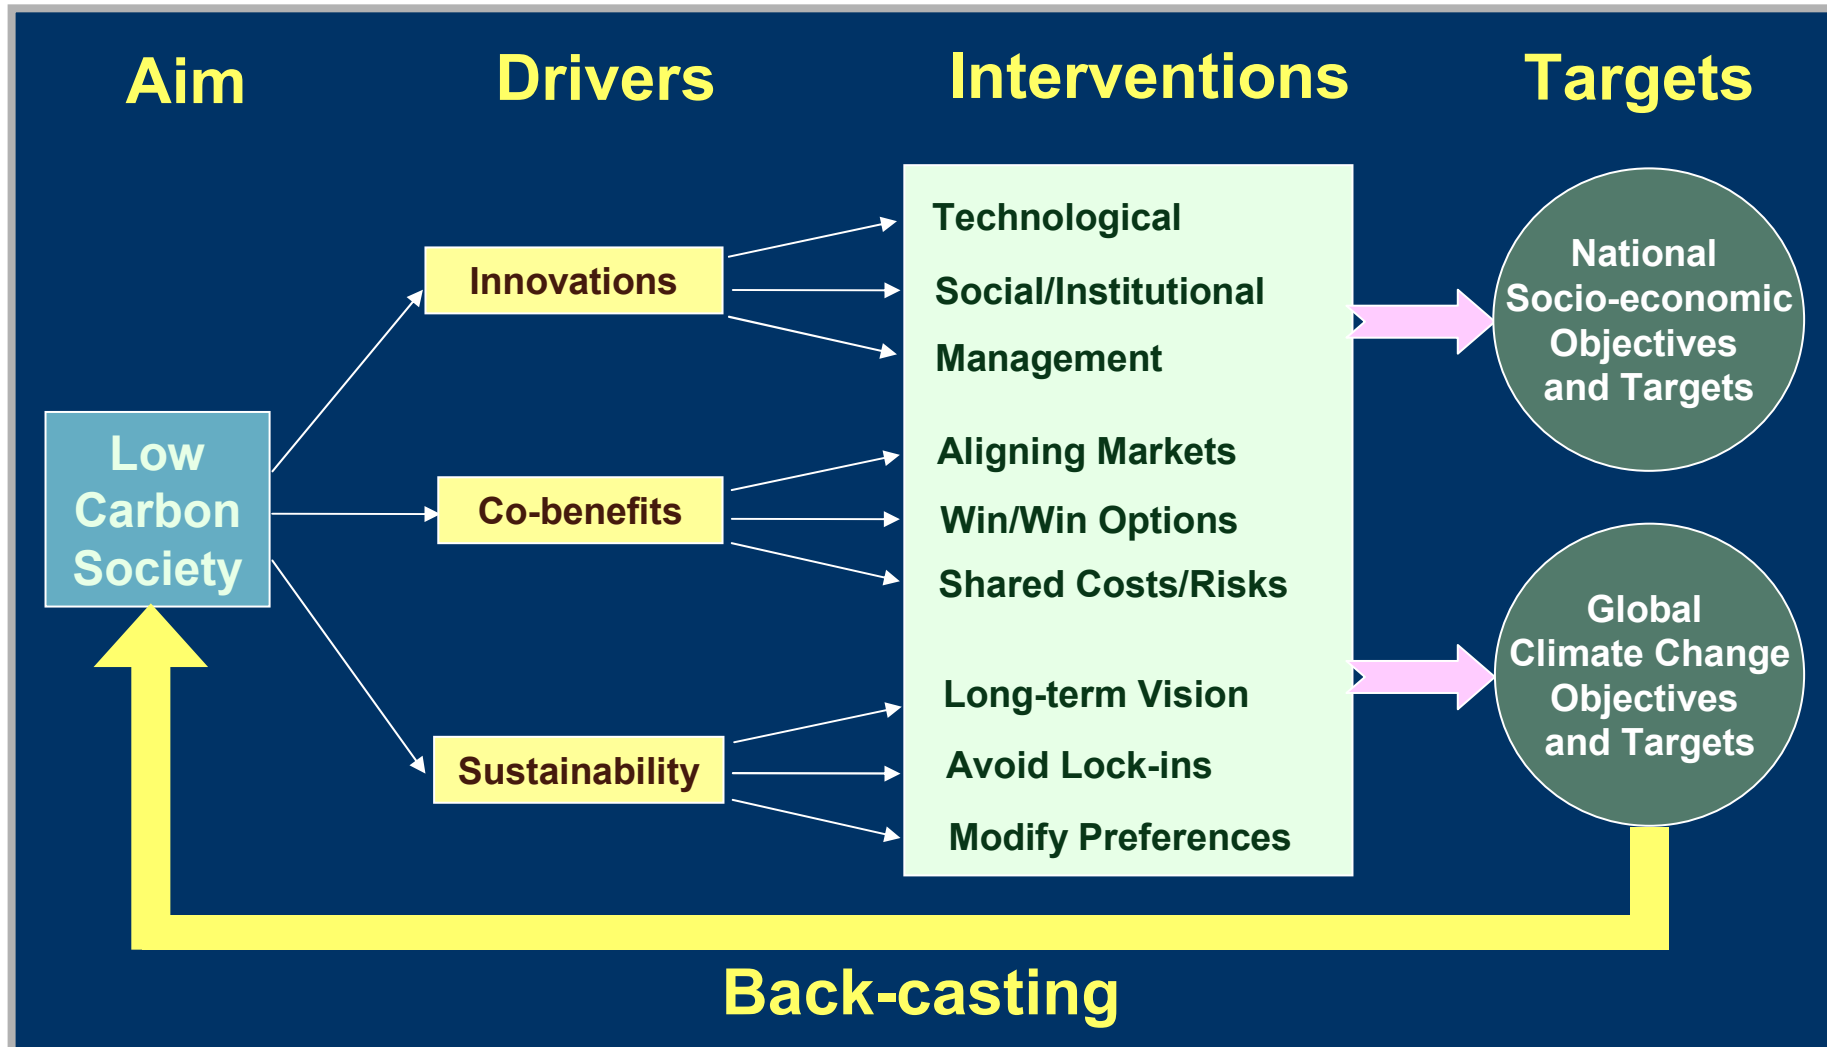 Aim
Drivers
Interventions
Targets
Low
Carbon
Society
Innovations
Co-benefits
Sustainability
Technological
Social/Institutional
Management
Aligning Markets
Win/Win Options
Shared Costs/Risks
Long-term Vision
Avoid Lock-ins
Modify Preferences
National
Socio-economic
Objectives
and Targets
Global
Climate Change
Objectives
and Targets
Back-casting